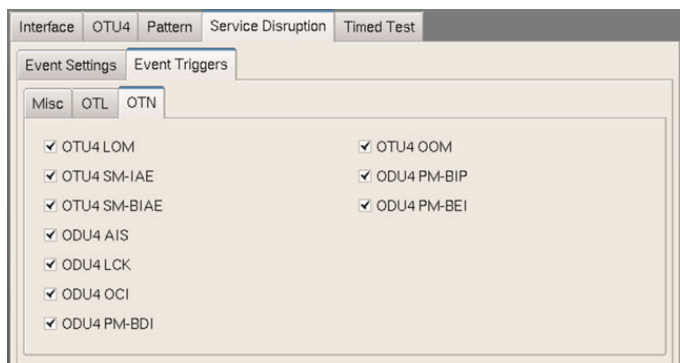 Interface OTU4 Pattern Service Disruption Timed Test
Event Settings Event Triggers
Misc OTL OTN
OTU4 LOM OTU4 OOM
OTU4 SM-IAE ODU4 PM-BIP
OTU4 SM-BIAE ODU4 PM-BEI
ODU4 AIS
ODU4 LCK
ODU4 OCI
ODU4 PM-BDI